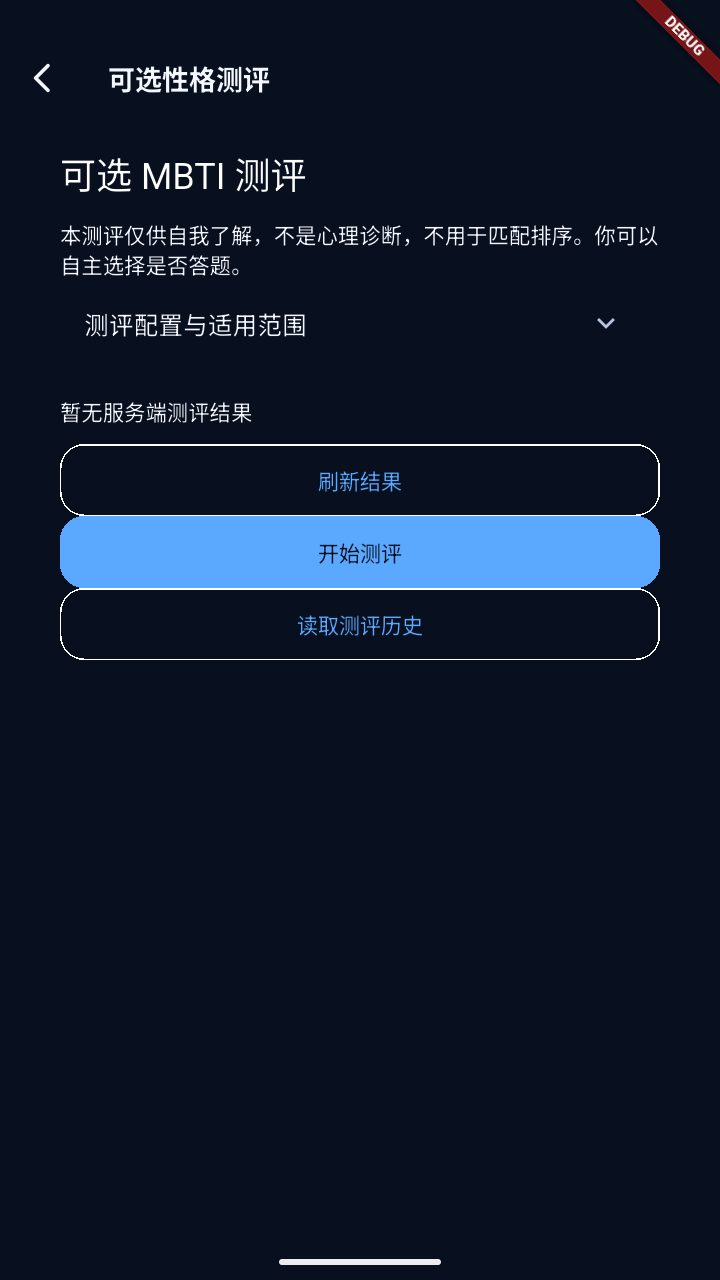 DEBUG
可选性格测评
可选 MBTI 测评
本测评仅供自我了解，不是心理诊断，不用于匹配排序。你可以
自主选择是否答题。
测评配置与适用范围
暂无服务端测评结果
刷新结果
开始测评
读取测评历史